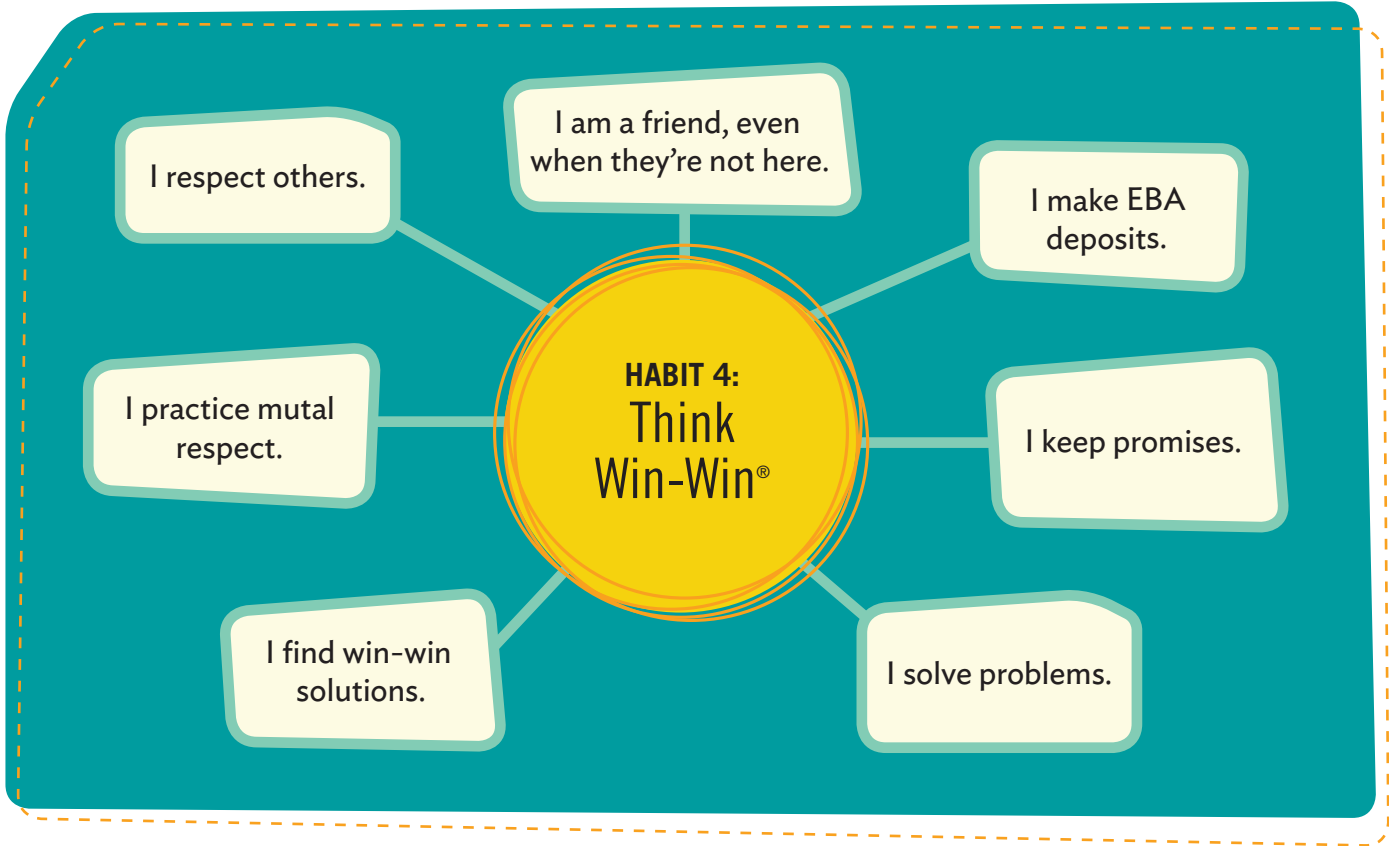 I am a friend, even
when they're not here.
I respect others.
I make EBA
deposits.
HABIT 4:
Think
Win-Win®
I practice mutal
respect.
I keep promises.
I find win-win
solutions.
I solve problems.